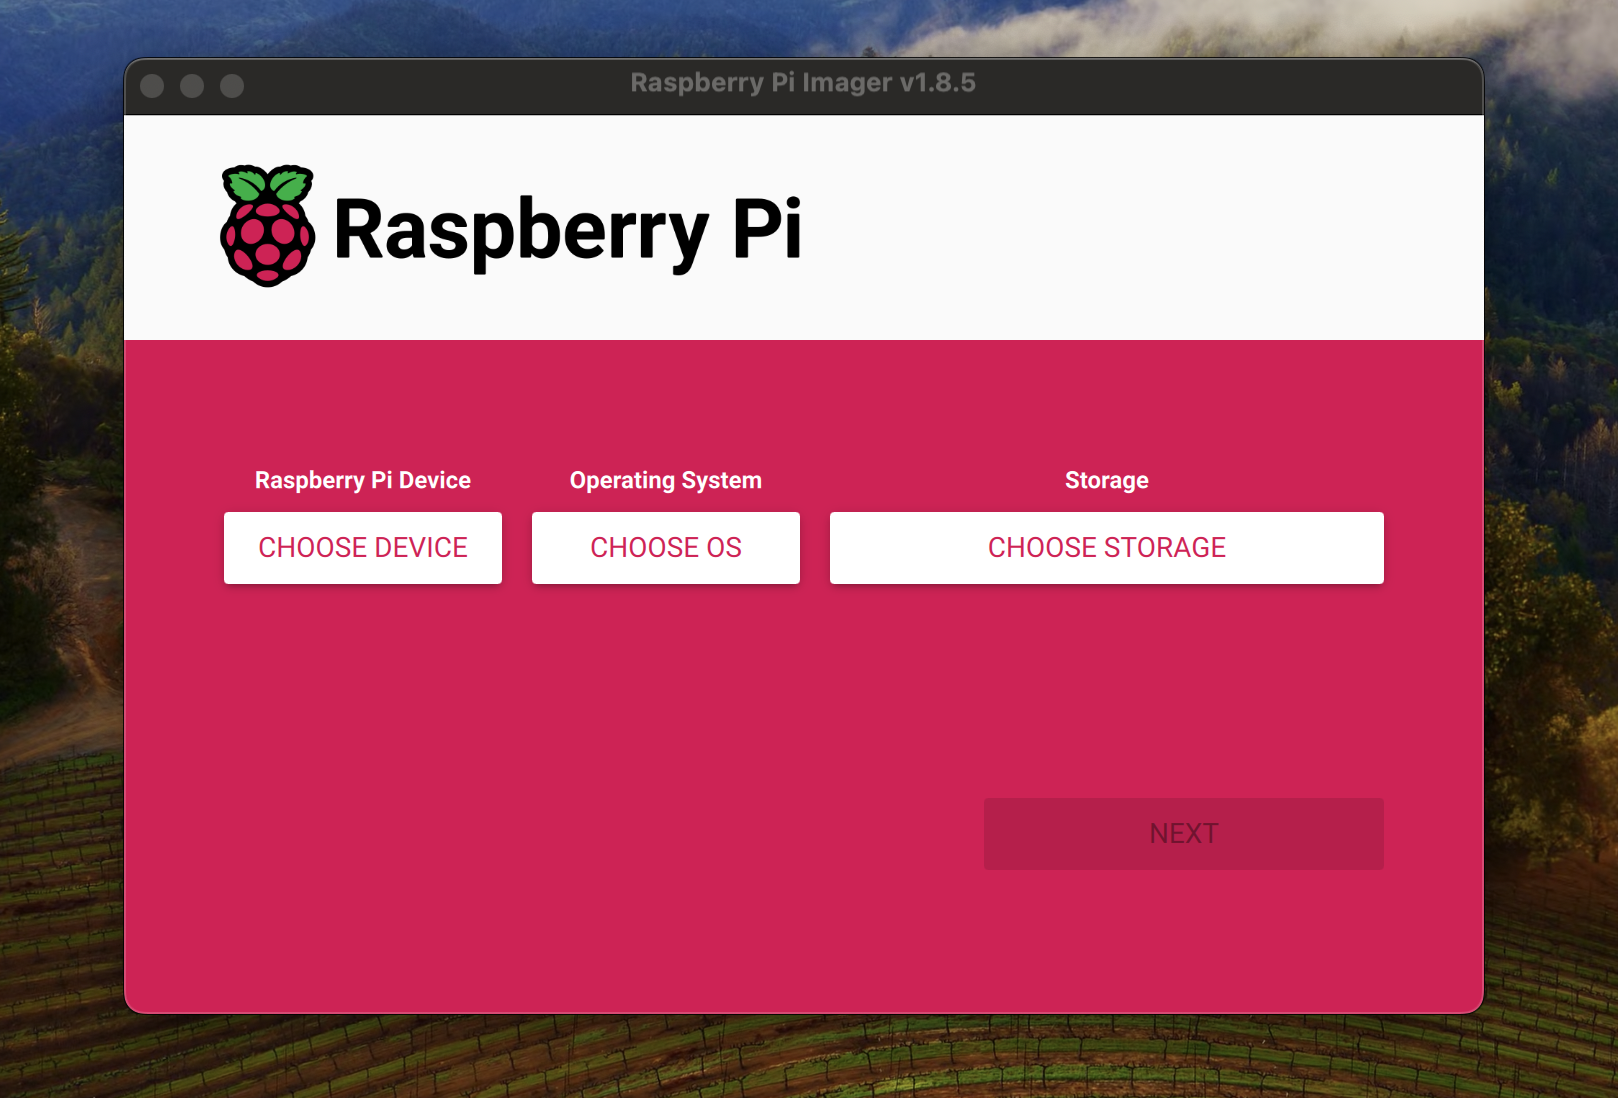 Raspberry Pi Imager v1.8.5
Raspberry Pi
Raspberry Pi Device
Operating System
Storage
CHOOSE DEVICE
CHOOSE OS
CHOOSE STORAGE
NEXT